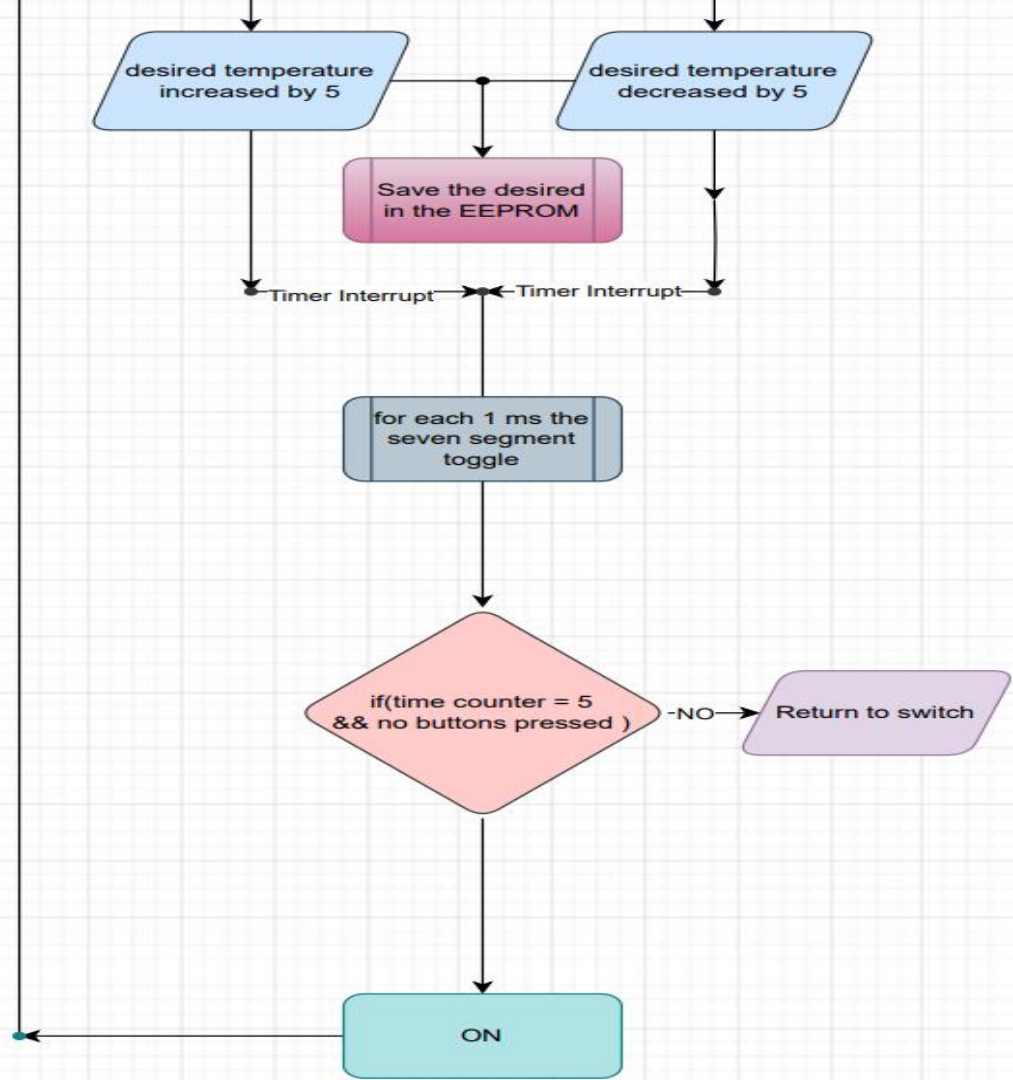 desired temperature
increased by 5
desired temperature
decreased by 5
Save the desired
in the EEPROM
Timer Interrupt
Timer Interrupt
for each 1 ms the
seven segment
toggle
if(time counter = 5
&& no buttons pressed )
NO
Return to switch
ON